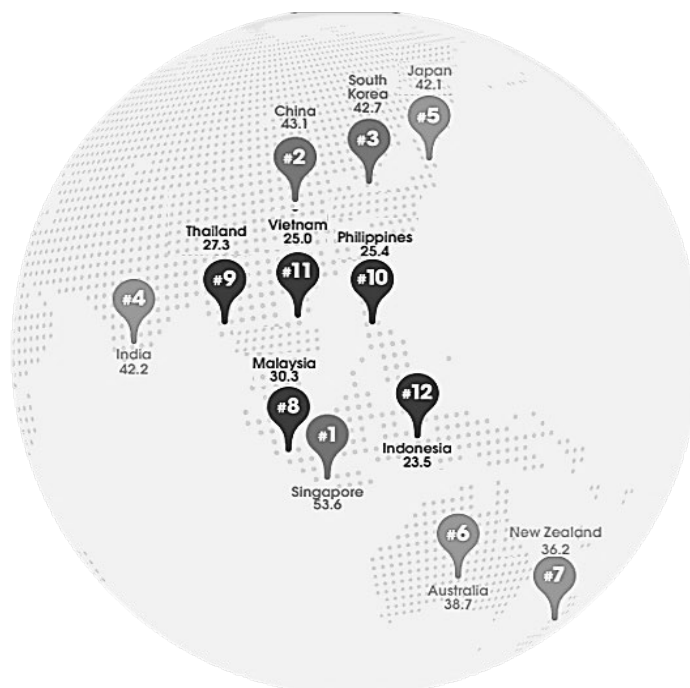 Japan
42.1
#5
South
Korea
42.7
#3
China
43.1
#2
Thailand
27.3
#9
Vietnam
25.0
#11
Philippines
25.4
#10
#4
India
42.2
Malaysia
30.3
#8
#1
Singapore
53.6
#12
Indonesia
23.5
#6
Australia
38.7
New Zealand
36.2
#7